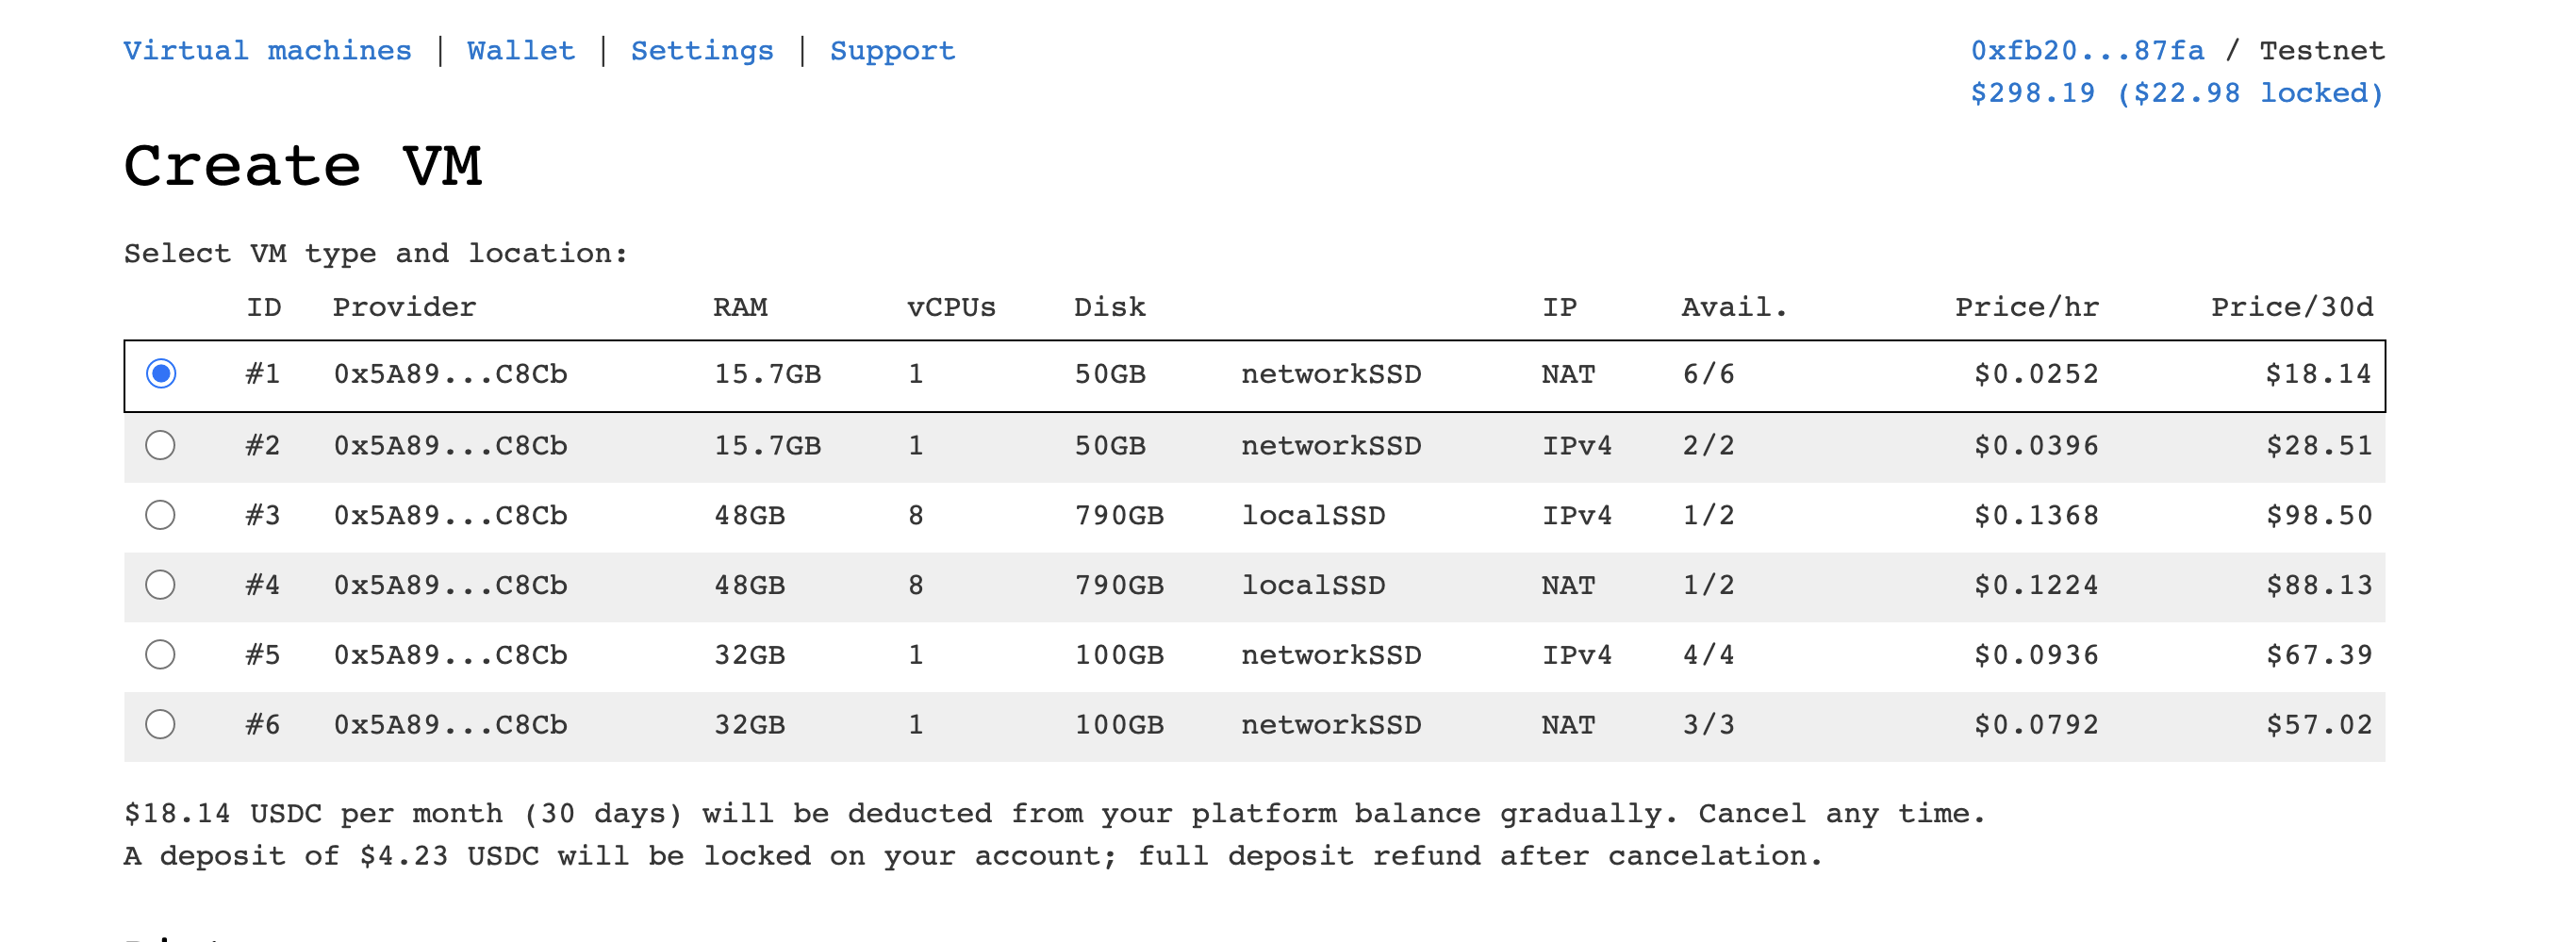 Virtual machines | Wallet | Settings | Support
0xfb20...87fa / Testnet
$298.19 ($22.98 locked)
Create VM
Select VM type and location:
ID Provider RAM vCPUs Disk IP Avail. Price/hr Price/30d
#1 0x5A89...C8Cb 15.7GB 1 50GB networkSSD NAT 6/6 $0.0252 $18.14
#2 0x5A89...C8Cb 15.7GB 1 50GB networkSSD IPv4 2/2 $0.0396 $28.51
#3 0x5A89...C8Cb 48GB 8 790GB localSSD IPv4 1/2 $0.1368 $98.50
#4 0x5A89...C8Cb 48GB 8 790GB localSSD NAT 1/2 $0.1224 $88.13
#5 0x5A89...C8Cb 32GB 1 100GB networkSSD IPv4 4/4 $0.0936 $67.39
#6 0x5A89...C8Cb 32GB 1 100GB networkSSD NAT 3/3 $0.0792 $57.02
$18.14 USDC per month (30 days) will be deducted from your platform balance gradually. Cancel any time.
A deposit of $4.23 USDC will be locked on your account; full deposit refund after cancelation.